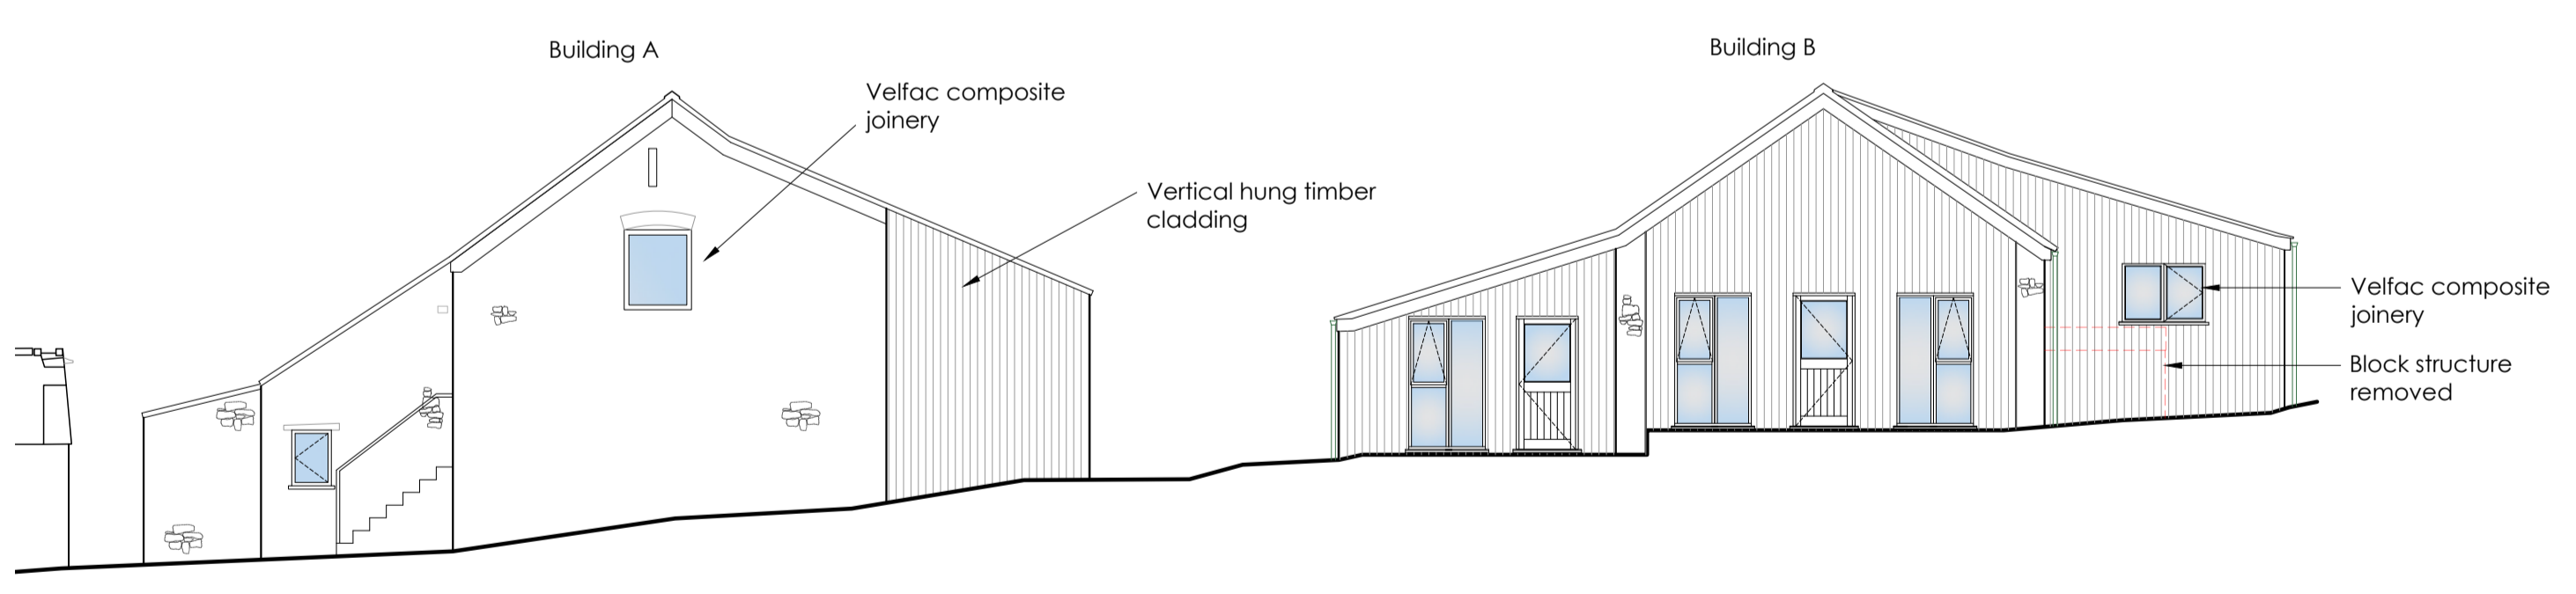 Building A
Velfac composite
joinery
Vertical hung timber
cladding
Building B
Velfac composite
joinery
Block structure
removed